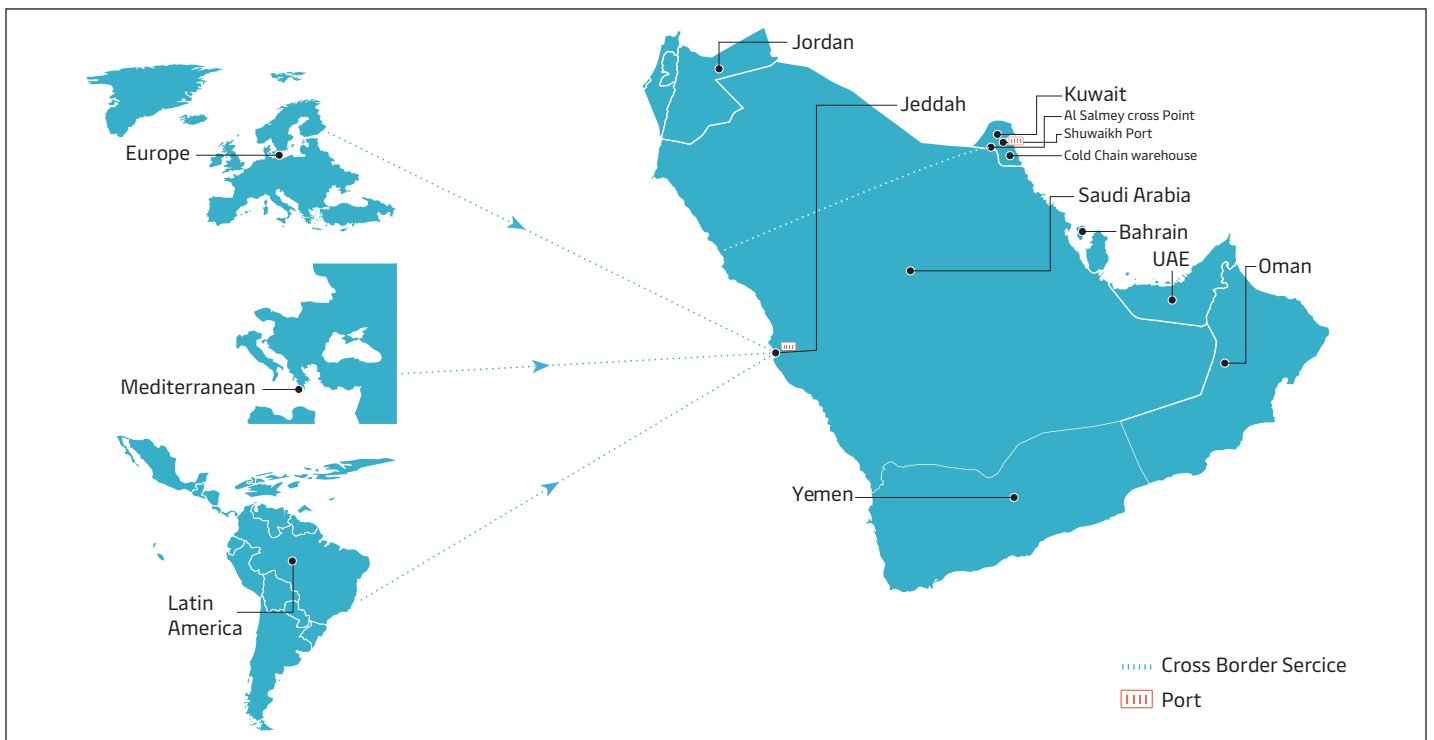 Jordan
Jeddah
Kuwait
Al Salmey cross Point
Shuwaikh Port
Cold Chain warehouse
Europe
Saudi Arabia
Bahrain
UAE
Oman
Mediterranean
Yemen
Latin
America
Cross Border Sercice
Port